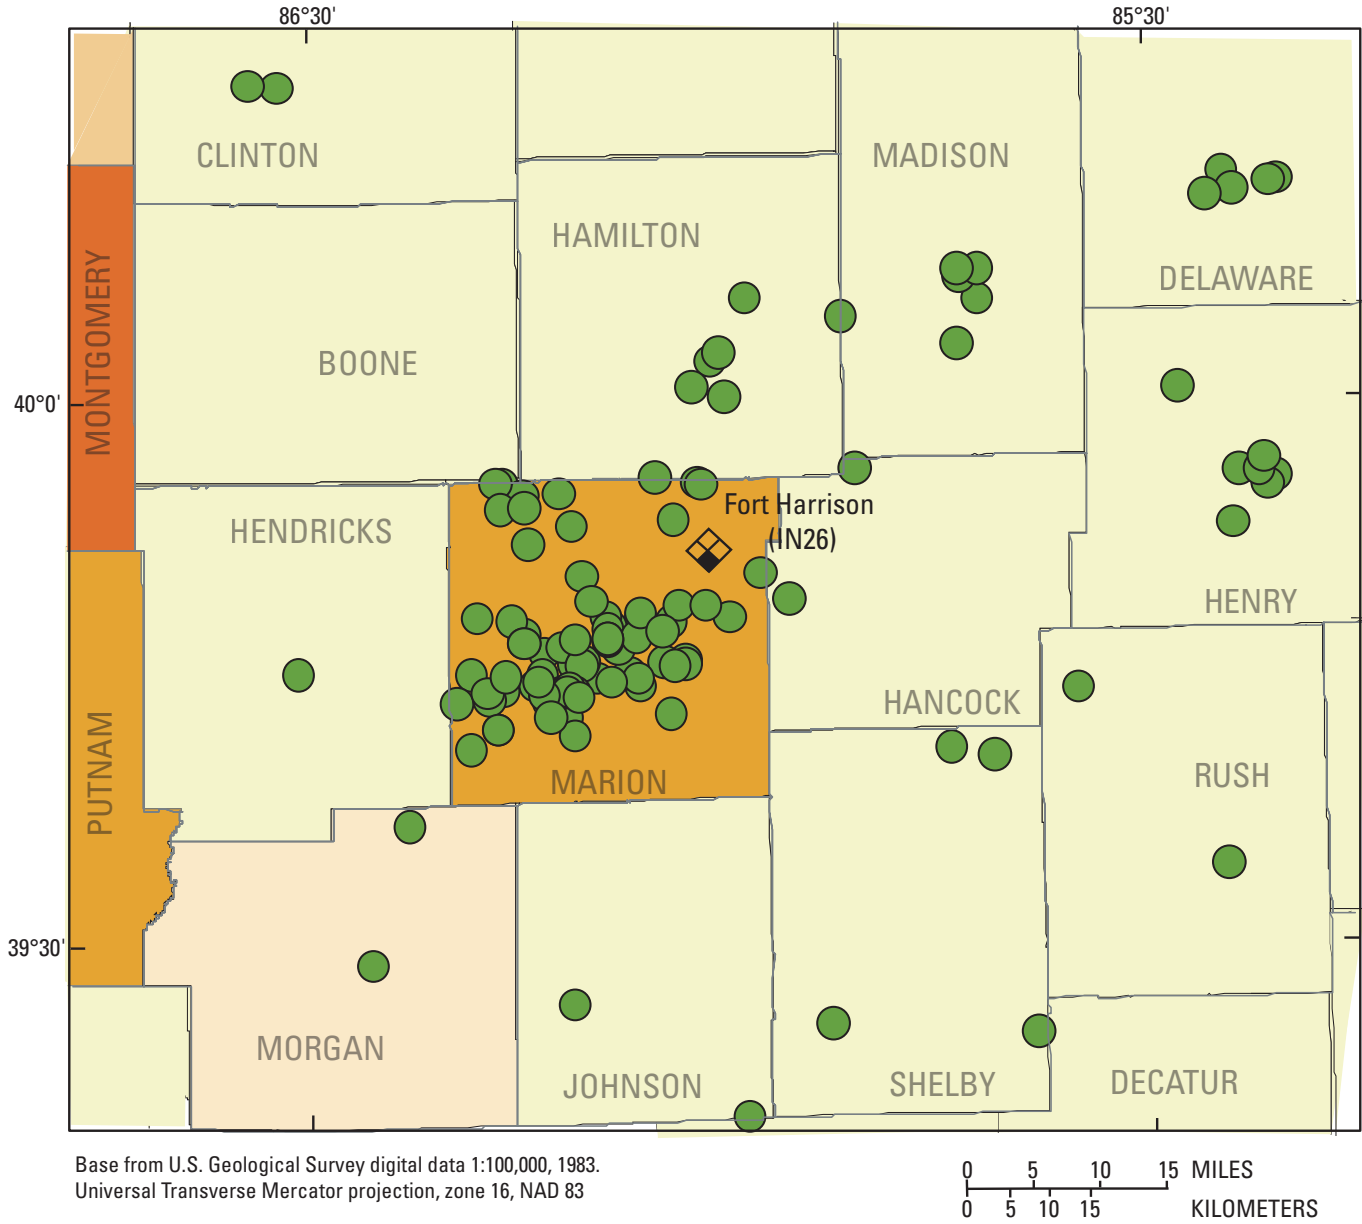 86°30'
85°30'
CLINTON
MADISON
HAMILTON
DELAWARE
MONTGOMERY
BOONE
40°0'
Fort Harrison
(IN26)
HENDRICKS
HENRY
HANCOCK
PUTNAM
MARION
RUSH
39°30'
MORGAN
JOHNSON
SHELBY
DECATUR
Base from U.S. Geological Survey digital data 1:100,000, 1983.
Universal Transverse Mercator projection, zone 16, NAD 83
0 5 10 15 MILES
0 5 10 15 KILOMETERS